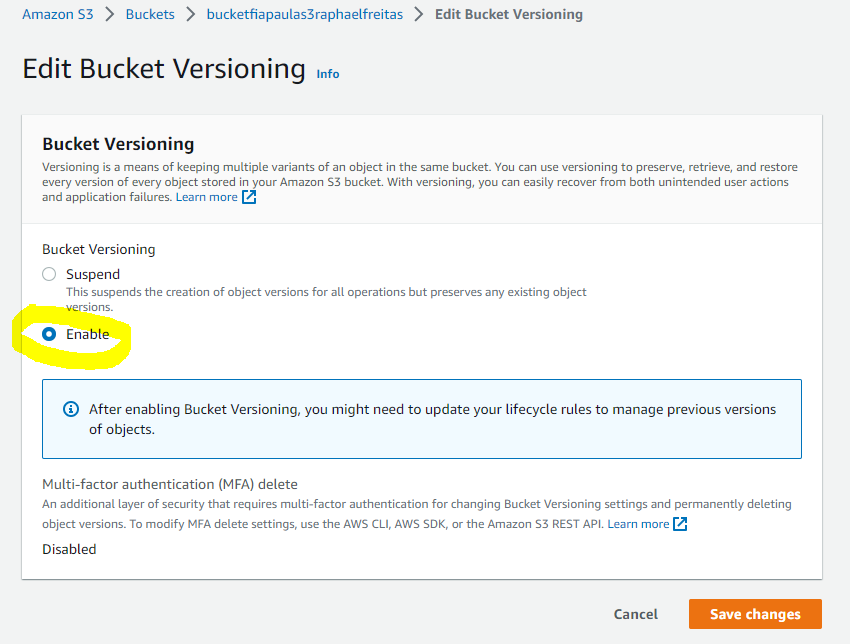 Amazon S3 > Buckets > bucketfiapaulas3raphaelfreitas > Edit Bucket Versioning
Edit Bucket Versioning Info
Bucket Versioning
Versioning is a means of keeping multiple variants of an object in the same bucket. You can use versioning to preserve, retrieve, and restore
every version of every object stored in your Amazon S3 bucket. With versioning, you can easily recover from both unintended user actions
and application failures. Learn more
Bucket Versioning
Suspend
This suspends the creation of object versions for all operations but preserves any existing object
versions.
Enable
After enabling Bucket Versioning, you might need to update your lifecycle rules to manage previous versions
of objects.
Multi-factor authentication (MFA) delete
An additional layer of security that requires multi-factor authentication for changing Bucket Versioning settings and permanently deleting
object versions. To modify MFA delete settings, use the AWS CLI, AWS SDK, or the Amazon S3 REST API. Learn more
Disabled
Cancel Save changes